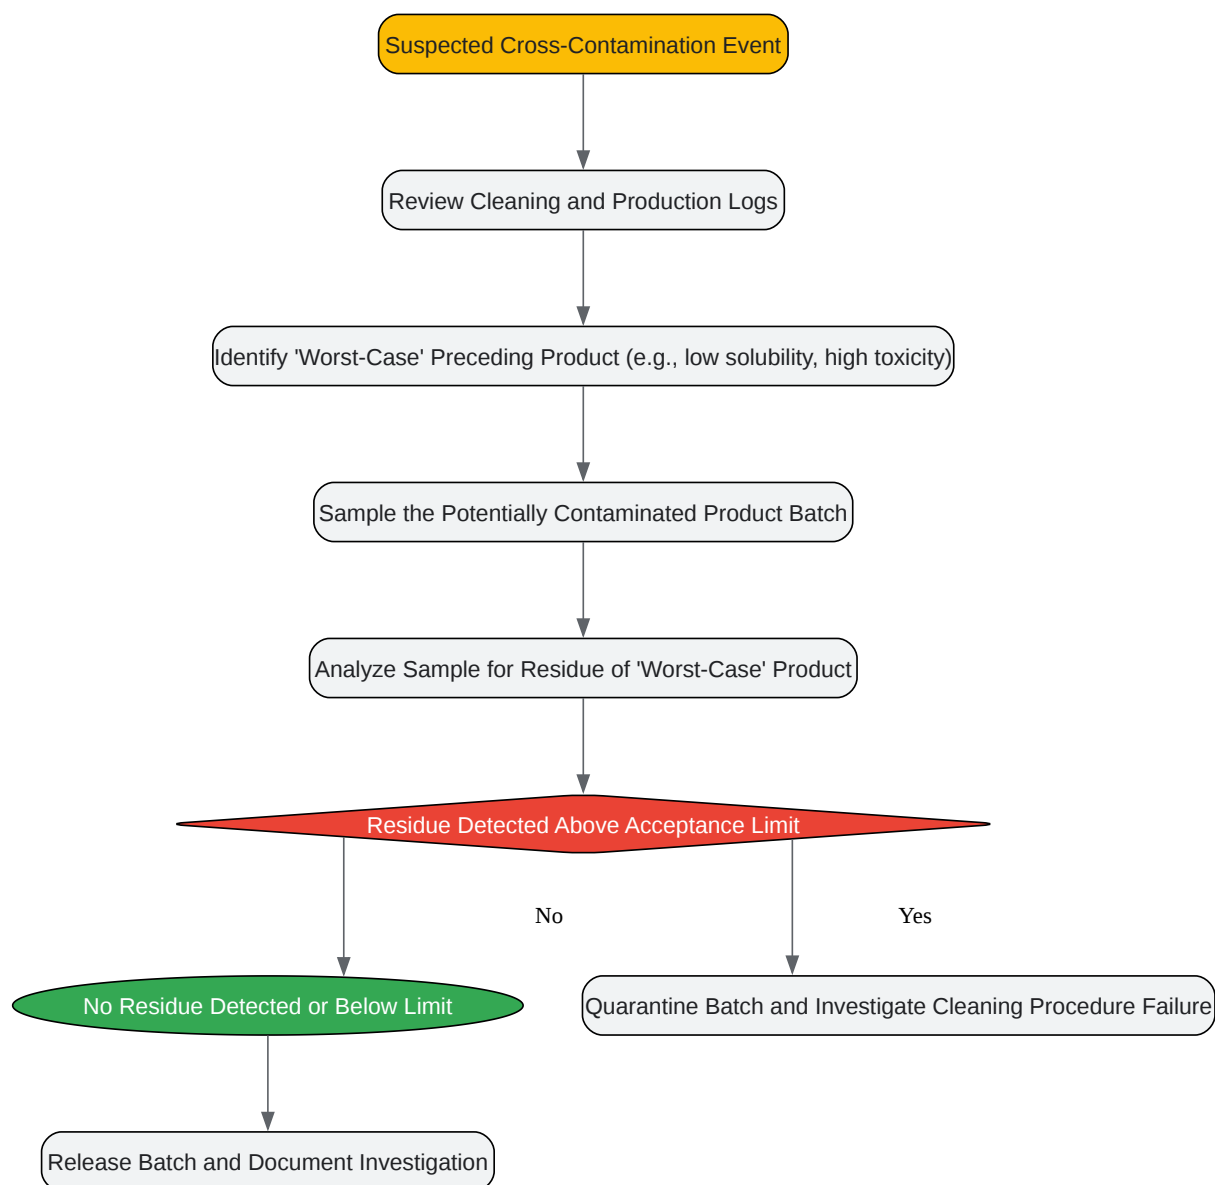 Suspected Cross-Contamination Event
Review Cleaning and Production Logs
Identify 'Worst-Case' Preceding Product (e.g., low solubility, high toxicity)
Sample the Potentially Contaminated Product Batch
Analyze Sample for Residue of 'Worst-Case' Product
Residue Detected Above Acceptance Limit
No
Yes
No Residue Detected or Below Limit
Quarantine Batch and Investigate Cleaning Procedure Failure
Release Batch and Document Investigation